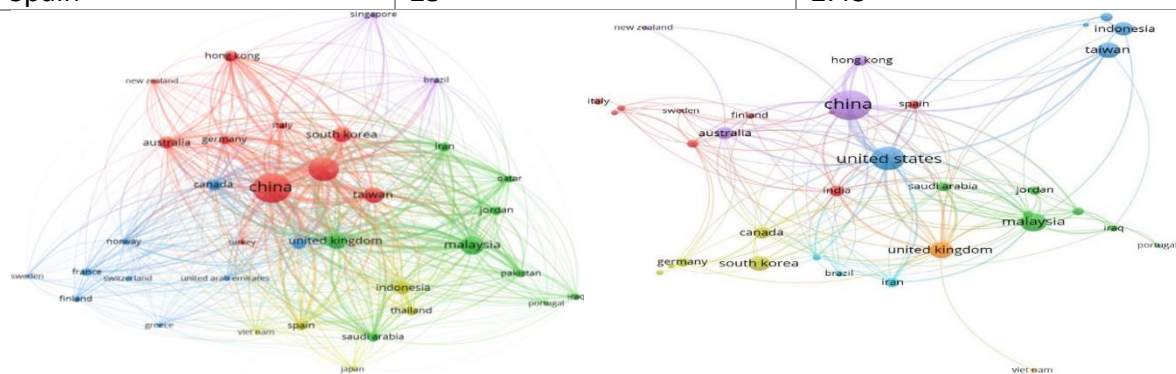 singapore
hong kong
new zealand
brazil
italy
south korea
australia
germany
iran
canada
china
taiwan
qatar
jordan
norway
turkey
united kingdom
malaysia
sweden
france
switzerland
united arab emirates
pakistan
finland
indonesia
portugal
iraq
thailand
greece
viet nam
spain
saudi arabia
japan
new zealand
indonesia
taiwan
hong kong
italy
china
spain
sweden
finland
australia
united states
india
saudi arabia
jordan
malaysia
iraq
canada
portugal
united kingdom
germany
south korea
brazil
iran
viet nam